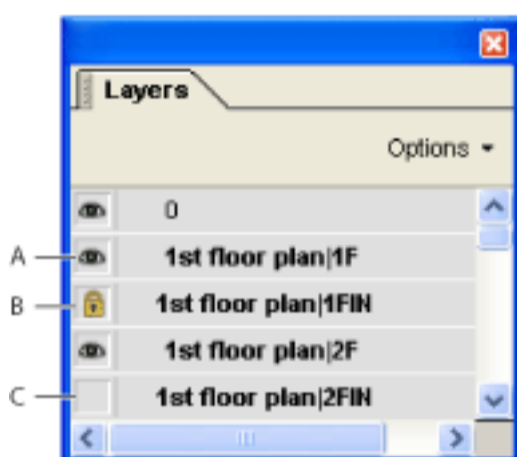 Layers
Options
0
A 1st floor plan|1F
B 1st floor plan|1FIN
1st floor plan|2F
C 1st floor plan|2FIN